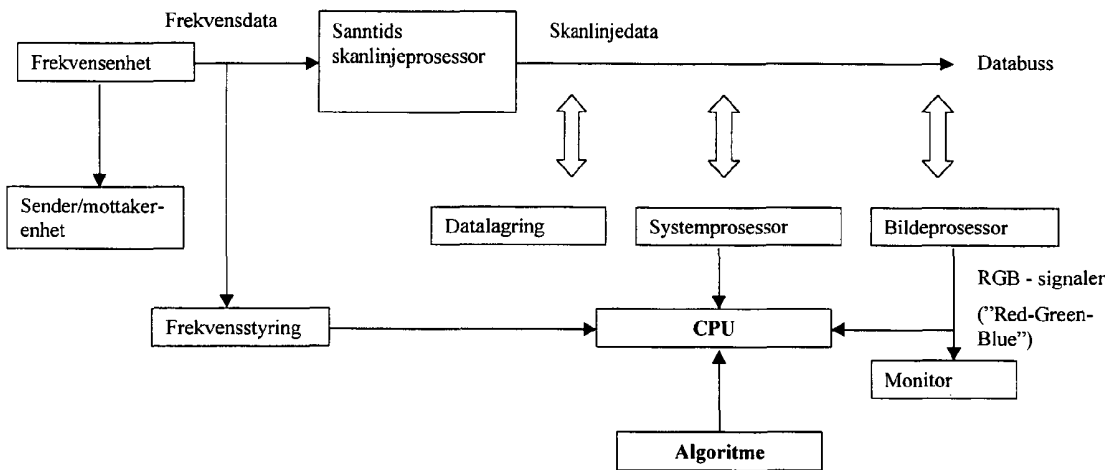 Frekvensdata
Sanntids
skanlinjeprosessor
Skanlinjedata
Frekvensenhet
Databuss
Sender/mottaker-
enhet
Datalagring
Systemprosessor
Bildeprosessor
RGB - signaler
("Red-Green-
Blue")
Frekvensstyring
CPU
Monitor
Algoritme